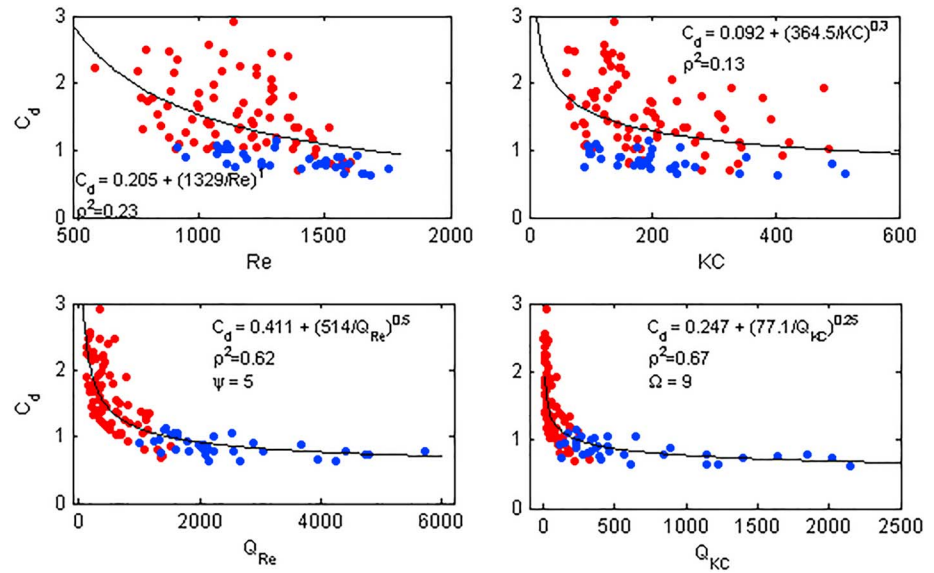 3
2
1
0
C_d
C_d = 0.205 + (1329/Re)^1
ρ²=0.23
500 1000 1500 2000
Re
3
2
1
0
C_d = 0.092 + (364.5/KC)^0.3
ρ²=0.13
0 200 400 600
KC
3
2
1
0
C_d
C_d = 0.411 + (514/Q_Re)^0.5
ρ²=0.62
ψ = 5
0 2000 4000 6000
Q_Re
3
2
1
0
C_d = 0.247 + (77.1/Q_KC)^0.25
ρ²=0.67
Ω = 9
0 500 1000 1500 2000 2500
Q_KC